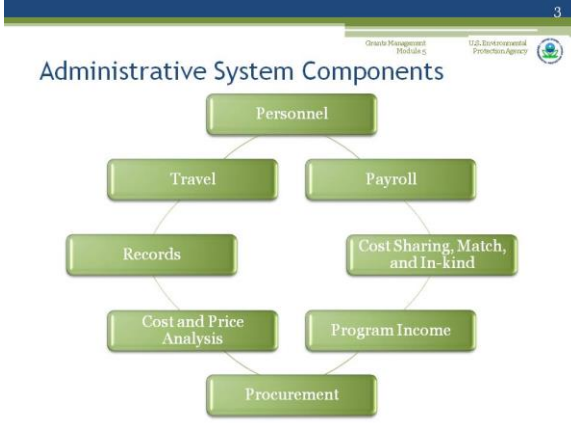 3
Grants Management
Module 5
U.S. Environmental
Protection Agency
Administrative System Components
Personnel
Travel
Payroll
Records
Cost Sharing, Match,
and In-kind
Cost and Price
Analysis
Program Income
Procurement